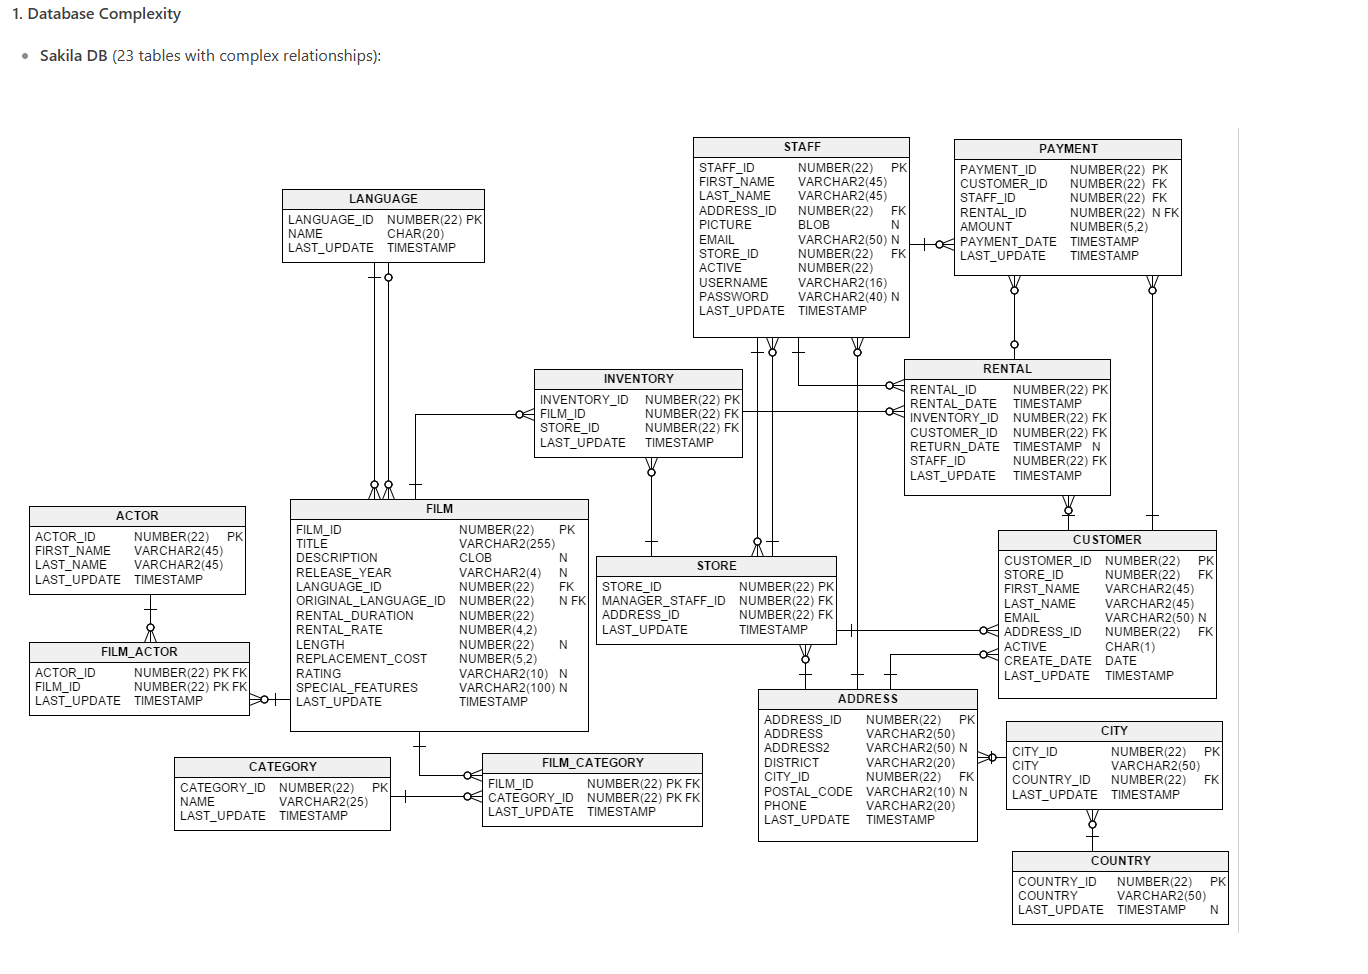 1. Database Complexity
• Sakila DB (23 tables with complex relationships):
STAFF
STAFF_ID NUMBER(22) PK
FIRST_NAME VARCHAR2(45)
LAST_NAME VARCHAR2(45)
ADDRESS_ID NUMBER(22) FK
PICTURE BLOB N
EMAIL VARCHAR2(50) N
STORE_ID NUMBER(22) FK
ACTIVE NUMBER(22)
USERNAME VARCHAR2(16)
PASSWORD VARCHAR2(40) N
LAST_UPDATE TIMESTAMP
PAYMENT
PAYMENT_ID NUMBER(22) PK
CUSTOMER_ID NUMBER(22) FK
STAFF_ID NUMBER(22) FK
RENTAL_ID NUMBER(22) N FK
AMOUNT NUMBER(5,2)
PAYMENT_DATE TIMESTAMP
LAST_UPDATE TIMESTAMP
LANGUAGE
LANGUAGE_ID NUMBER(22) PK
NAME CHAR(20)
LAST_UPDATE TIMESTAMP
INVENTORY
INVENTORY_ID NUMBER(22) PK
FILM_ID NUMBER(22) FK
STORE_ID NUMBER(22) FK
LAST_UPDATE TIMESTAMP
RENTAL
RENTAL_ID NUMBER(22) PK
RENTAL_DATE TIMESTAMP
INVENTORY_ID NUMBER(22) FK
CUSTOMER_ID NUMBER(22) FK
RETURN_DATE TIMESTAMP N
STAFF_ID NUMBER(22) FK
LAST_UPDATE TIMESTAMP
ACTOR
ACTOR_ID NUMBER(22) PK
FIRST_NAME VARCHAR2(45)
LAST_NAME VARCHAR2(45)
LAST_UPDATE TIMESTAMP
FILM
FILM_ID NUMBER(22) PK
TITLE VARCHAR2(255)
DESCRIPTION CLOB N
RELEASE_YEAR VARCHAR2(4) N
LANGUAGE_ID NUMBER(22) FK
ORIGINAL_LANGUAGE_ID NUMBER(22) N FK
RENTAL_DURATION NUMBER(22)
RENTAL_RATE NUMBER(4,2)
LENGTH NUMBER(22) N
REPLACEMENT_COST NUMBER(5,2)
RATING VARCHAR2(10) N
SPECIAL_FEATURES VARCHAR2(100) N
LAST_UPDATE TIMESTAMP
STORE
STORE_ID NUMBER(22) PK
MANAGER_STAFF_ID NUMBER(22) FK
ADDRESS_ID NUMBER(22) FK
LAST_UPDATE TIMESTAMP
CUSTOMER
CUSTOMER_ID NUMBER(22) PK
STORE_ID NUMBER(22) FK
FIRST_NAME VARCHAR2(45)
LAST_NAME VARCHAR2(45)
EMAIL VARCHAR2(50) N
ADDRESS_ID NUMBER(22) FK
ACTIVE CHAR(1)
CREATE_DATE DATE
LAST_UPDATE TIMESTAMP
FILM_ACTOR
ACTOR_ID NUMBER(22) PK FK
FILM_ID NUMBER(22) PK FK
LAST_UPDATE TIMESTAMP
ADDRESS
ADDRESS_ID NUMBER(22) PK
ADDRESS VARCHAR2(50)
ADDRESS2 VARCHAR2(50) N
DISTRICT VARCHAR2(20)
CITY_ID NUMBER(22) FK
POSTAL_CODE VARCHAR2(10) N
PHONE VARCHAR2(20)
LAST_UPDATE TIMESTAMP
CITY
CITY_ID NUMBER(22) PK
CITY VARCHAR2(50)
COUNTRY_ID NUMBER(22) FK
LAST_UPDATE TIMESTAMP
CATEGORY
CATEGORY_ID NUMBER(22) PK
NAME VARCHAR2(25)
LAST_UPDATE TIMESTAMP
FILM_CATEGORY
FILM_ID NUMBER(22) PK FK
CATEGORY_ID NUMBER(22) PK FK
LAST_UPDATE TIMESTAMP
COUNTRY
COUNTRY_ID NUMBER(22) PK
COUNTRY VARCHAR2(50)
LAST_UPDATE TIMESTAMP N